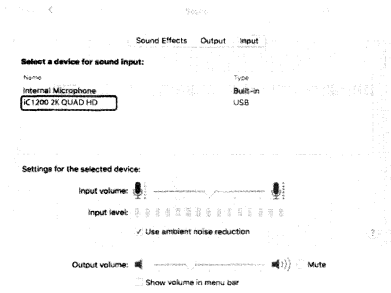 Sound
Sound Effects Output Input
Select a device for sound input:
Name Type
Internal Microphone Built-in
iC1200 2K QUAD HD USB
Settings for the selected device:
Input volume:
Input level:
✓ Use ambient noise reduction
?
Output volume: Mute
Show volume in menu bar